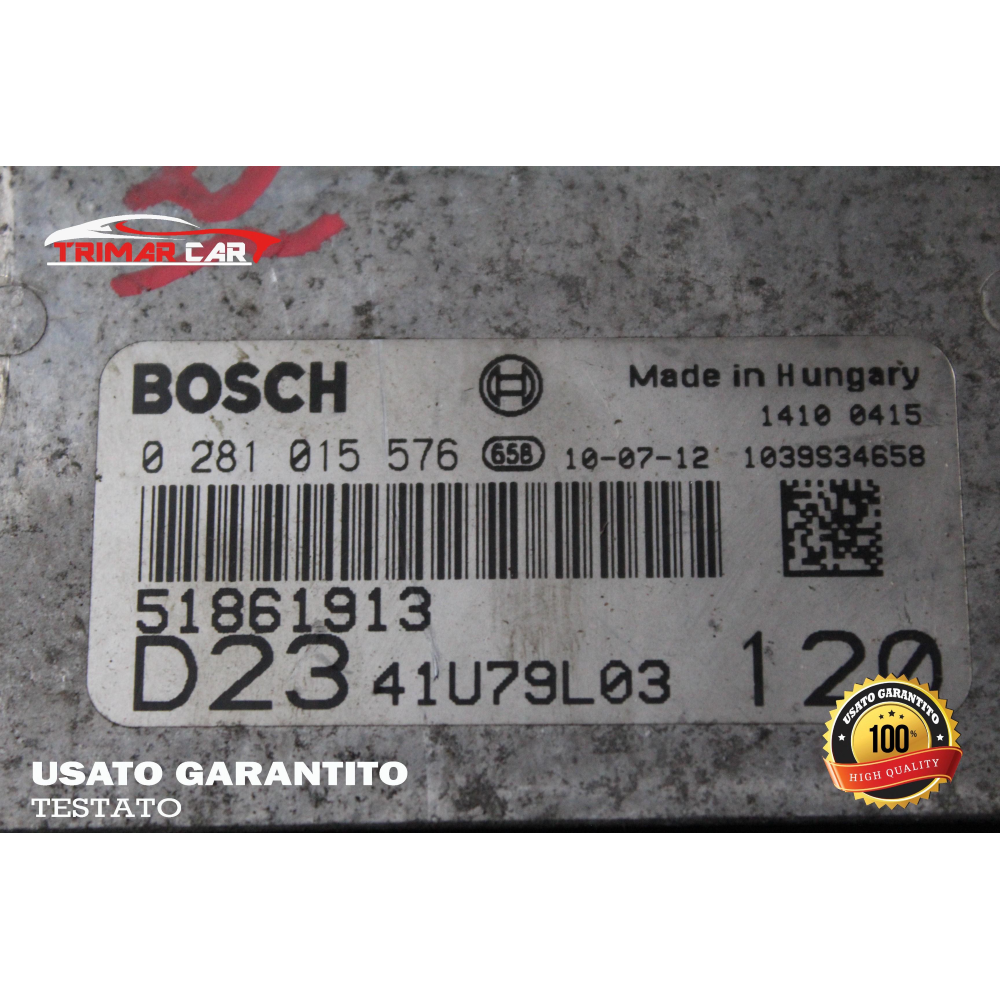 TRIMAR CAR
BOSCH
Made in Hungary
1410 0415
0 281 015 576 658 10-07-12 1039S34658
51861913
D23 41U79L03 120
USATO GARANTITO
100%
HIGH QUALITY
USATO GARANTITO
TESTATO